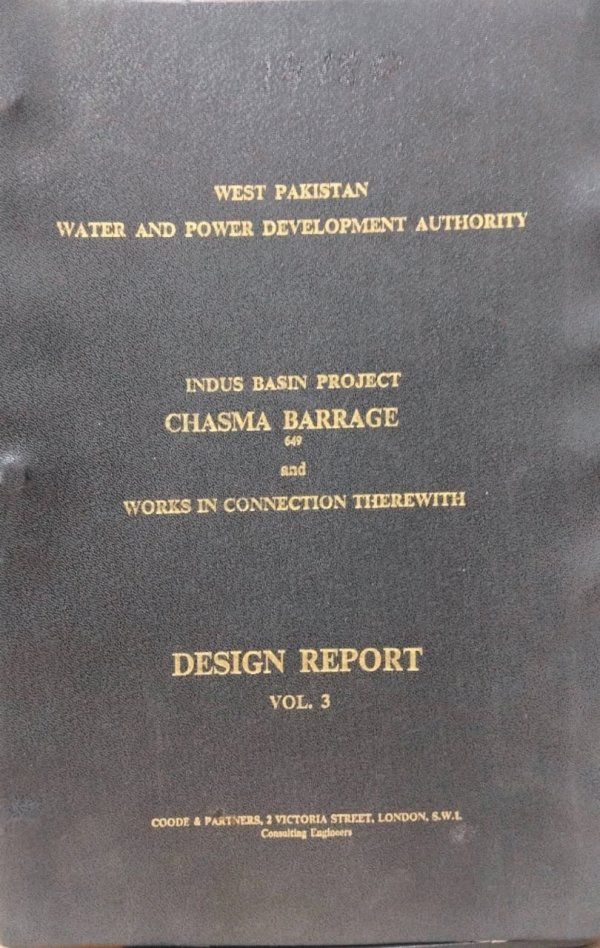 WEST PAKISTAN
WATER AND POWER DEVELOPMENT AUTHORITY
INDUS BASIN PROJECT
CHASMA BARRAGE
649
and
WORKS IN CONNECTION THEREWITH
DESIGN REPORT
VOL. 3
COODE & PARTNERS, 2 VICTORIA STREET, LONDON, S.W.1.
Consulting Engineers